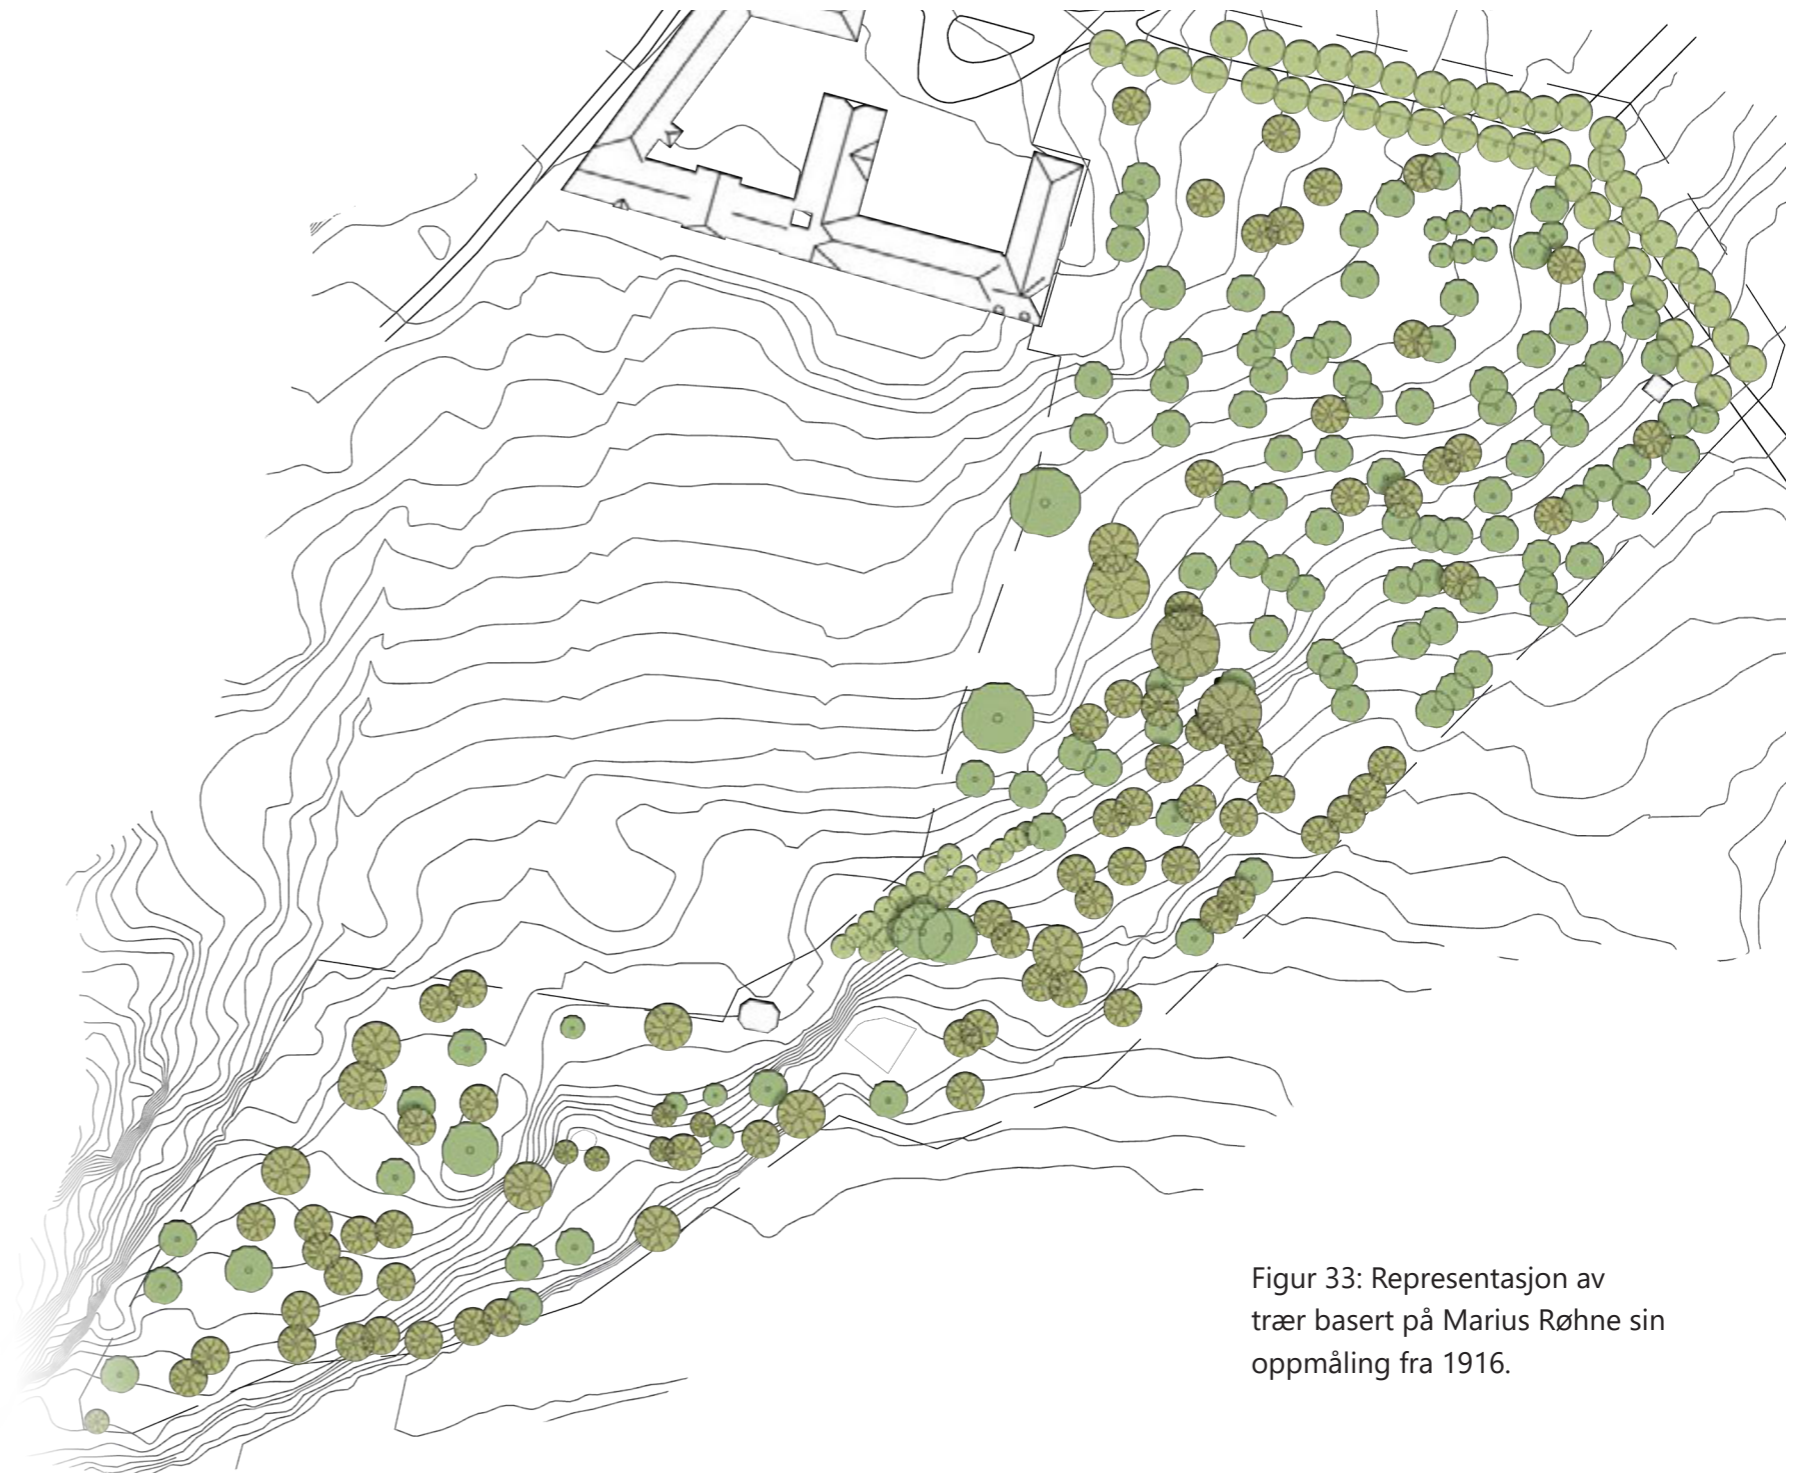 Figur 33: Representasjon av
trær basert på Marius Røhne sin
oppmåling fra 1916.